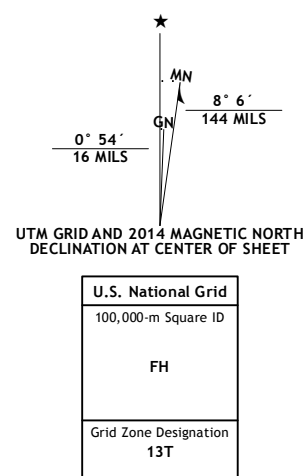 ★
MN
8° 6´
144 MILS
GN
0° 54´
16 MILS
UTM GRID AND 2014 MAGNETIC NORTH
DECLINATION AT CENTER OF SHEET
U.S. National Grid
100,000-m Square ID
FH
Grid Zone Designation
13T